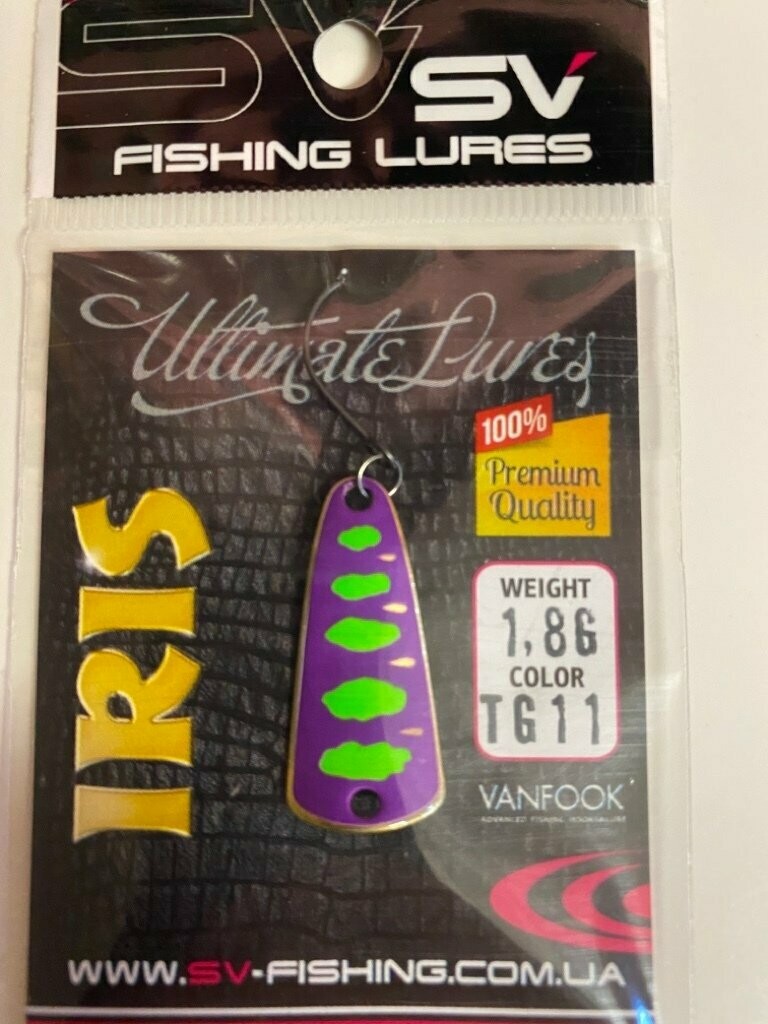 SV
SV
FISHING LURES
Ultimate Lures
100%
Premium
Quality
IRIS
WEIGHT
1,8G
COLOR
TG11
VANFOOK
WWW.SV-FISHING.COM.UA